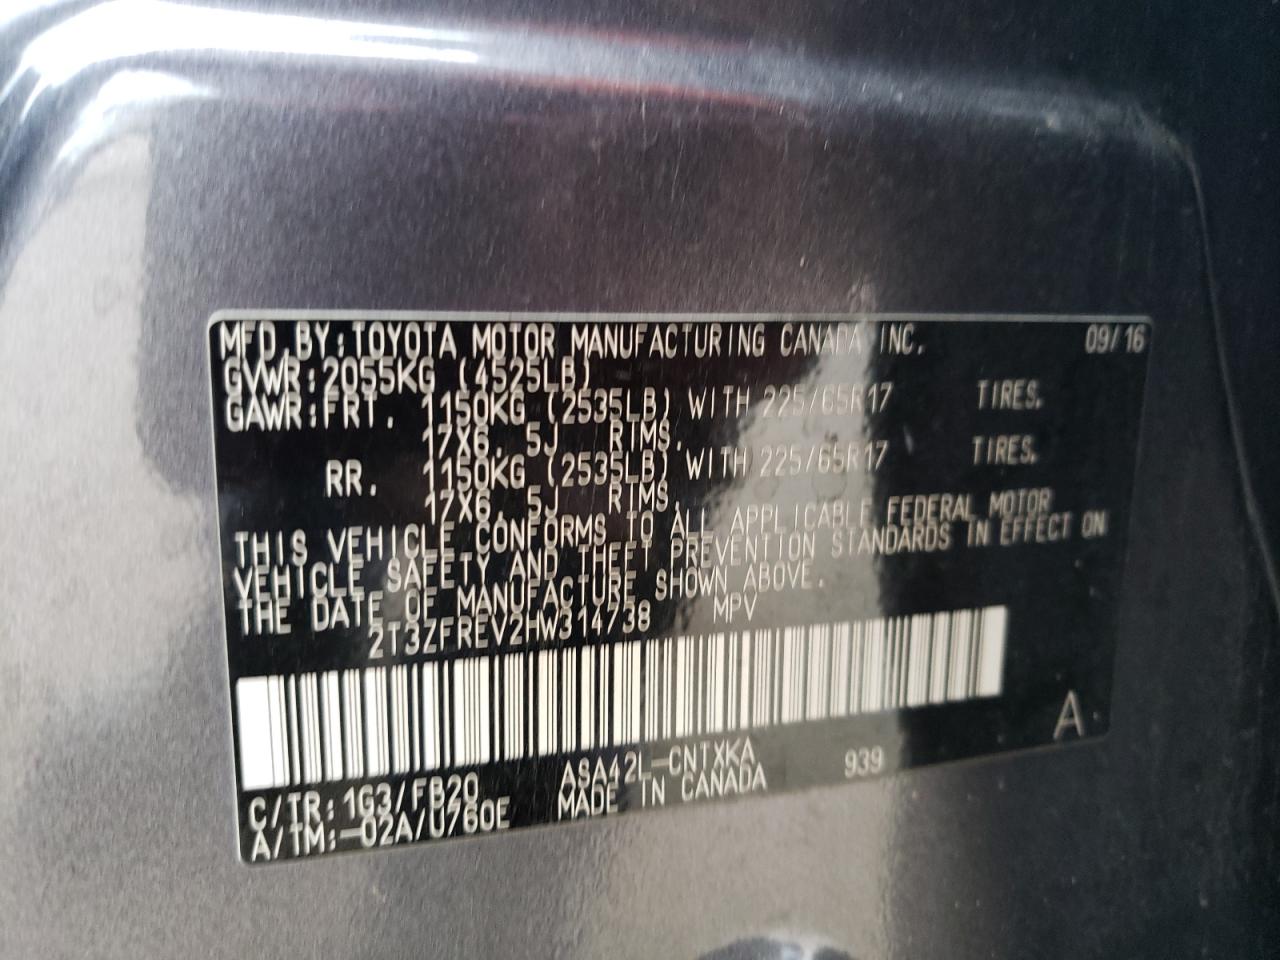 MFD.BY:TOYOTA MOTOR MANUFACTURING CANADA INC. 09/16
GVWR:2055KG (4525LB)
GAWR:FRT. 1150KG (2535LB) WITH 225/65R17 TIRES.
17X6.5J RIMS.
RR. 1150KG (2535LB) WITH 225/65R17 TIRES.
17X6.5J RIMS.
THIS VEHICLE CONFORMS TO ALL APPLICABLE FEDERAL MOTOR
VEHICLE SAFETY AND THEFT PREVENTION STANDARDS IN EFFECT ON
THE DATE OF MANUFACTURE SHOWN ABOVE.
2T3ZFREV2HW314738 MPV
A
C/TR:1G3/FB20 ASA42L-CNTXKA 939
A/TM:-02A/U760E MADE IN CANADA